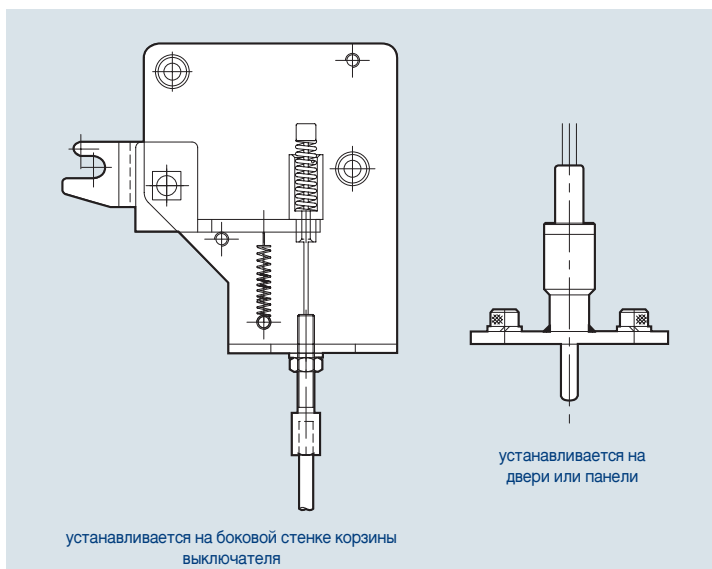 устанавливается на
двери или панели
устанавливается на боковой стенке корзины
выключателя